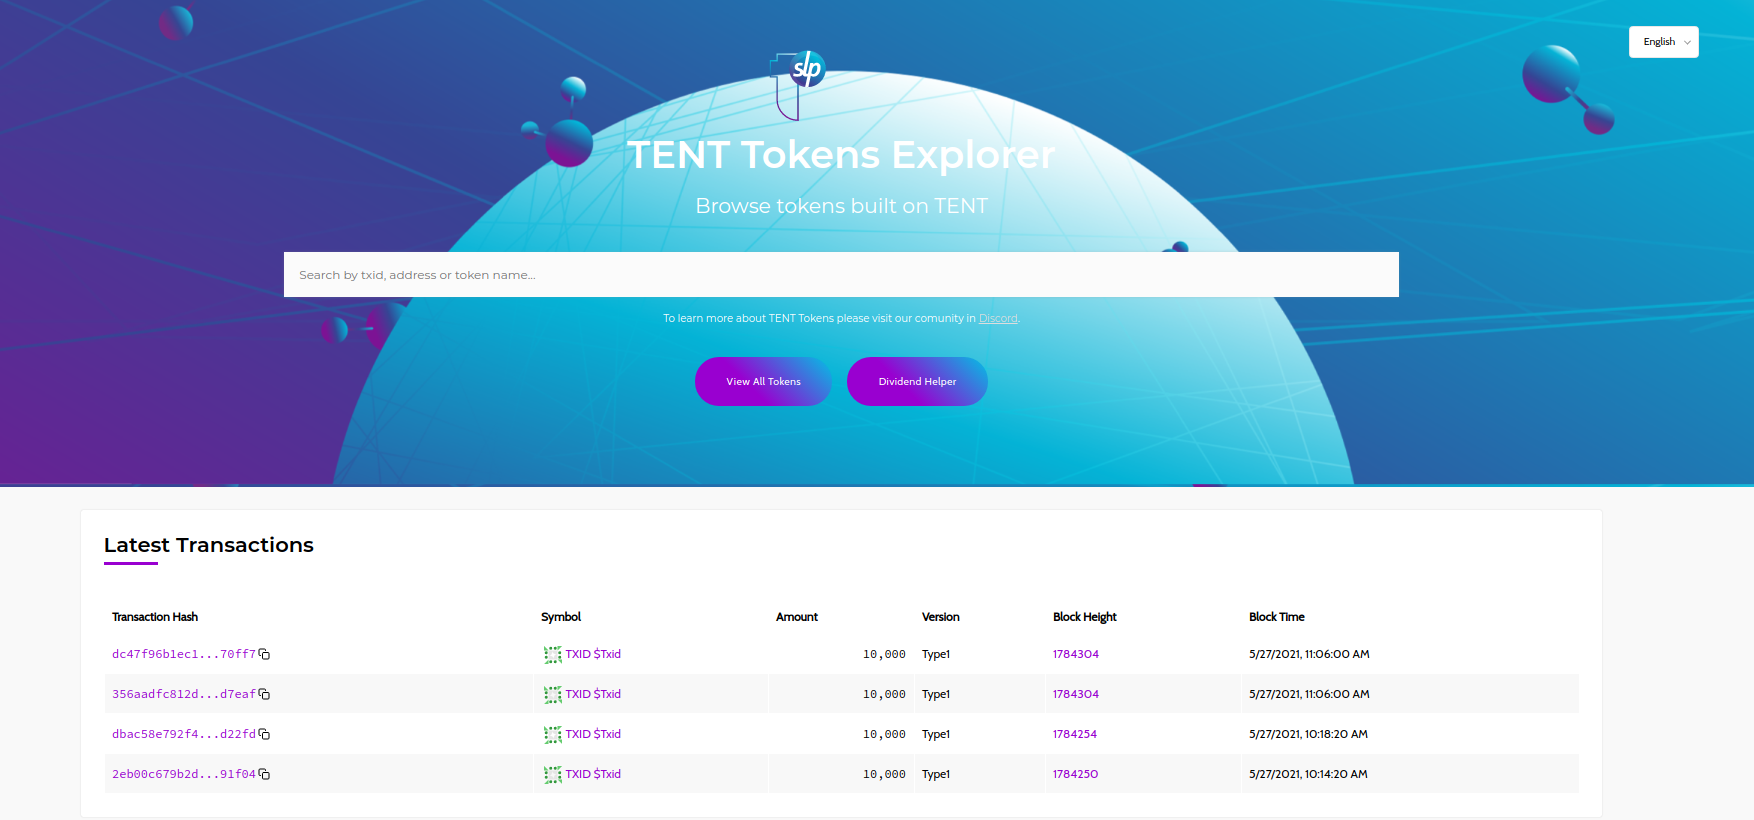 English
slp
TENT Tokens Explorer
Browse tokens built on TENT
Search by txid, address or token name...
To learn more about TENT Tokens please visit our comunity in Discord.
View All Tokens Dividend Helper
Latest Transactions
Transaction Hash Symbol Amount Version Block Height Block Time
dc47f96b1ec1...70ff7 TXID $Txid 10,000 Type1 1784304 5/27/2021, 11:06:00 AM
356aadfc812d...d7eaf TXID $Txid 10,000 Type1 1784304 5/27/2021, 11:06:00 AM
dbac58e792f4...d22fd TXID $Txid 10,000 Type1 1784254 5/27/2021, 10:18:20 AM
2eb00c679b2d...91f04 TXID $Txid 10,000 Type1 1784250 5/27/2021, 10:14:20 AM